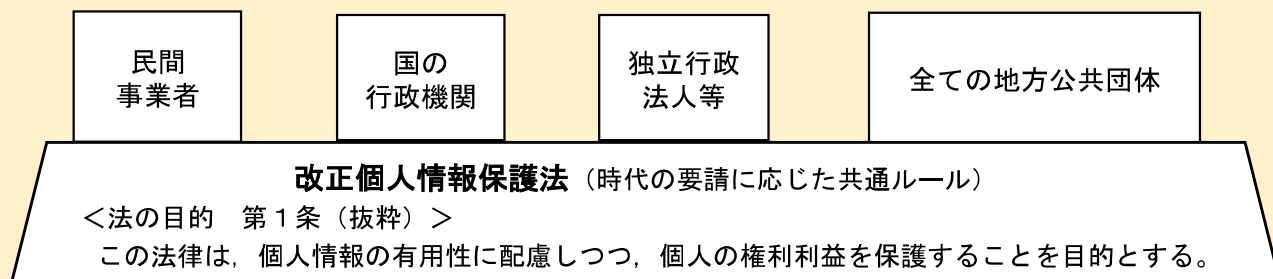 民間
事業者
国の
行政機関
独立行政
法人等
全ての地方公共団体
改正個人情報保護法（時代の要請に応じた共通ルール）
＜法の目的　第１条（抜粋）＞
この法律は，個人情報の有用性に配慮しつつ，個人の権利利益を保護することを目的とする。